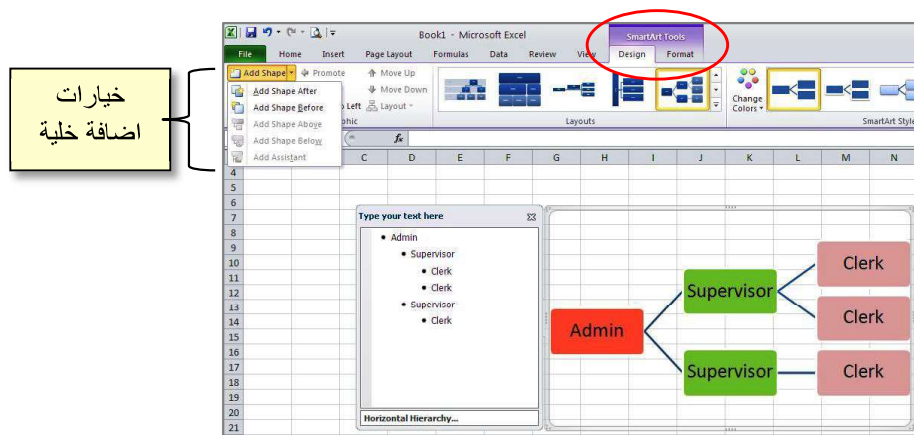 Book1 - Microsoft Excel
SmartArt Tools
File Home Insert Page Layout Formulas Data Review View Design Format
خيارات
اضافة خلية
Add Shape Promote Move Up
Add Shape After Move Down
Add Shape Before Left Layout
Add Shape Above
Add Shape Below
Add Assistant
Layouts
Change
Colors
SmartArt Style
fx
C D E F G H I J K L M N
4
5
6
7
8
9
10
11
12
13
14
15
16
17
18
19
20
21
Type your text here
Admin
Supervisor
Clerk
Clerk
Supervisor
Clerk
Horizontal Hierarchy...
Admin
Supervisor
Supervisor
Clerk
Clerk
Clerk